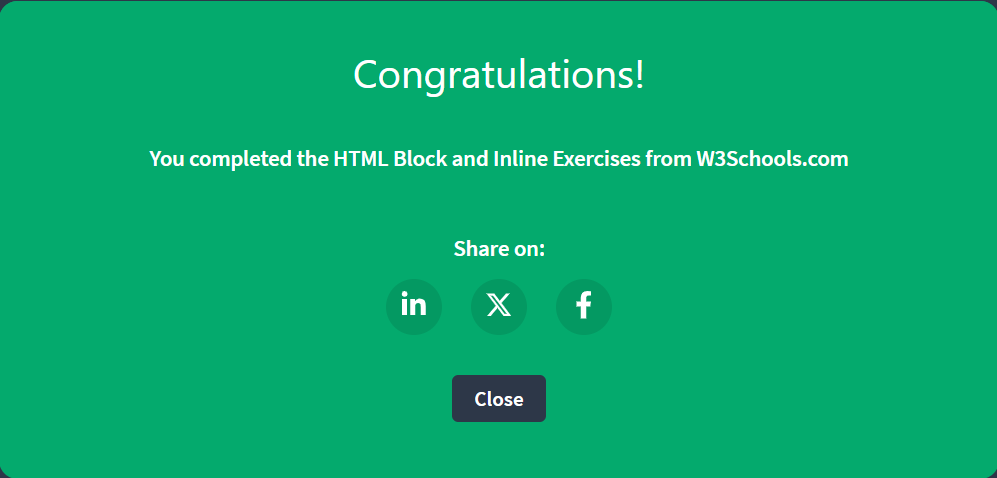 Congratulations!
You completed the HTML Block and Inline Exercises from W3Schools.com
Share on:
in X f
Close